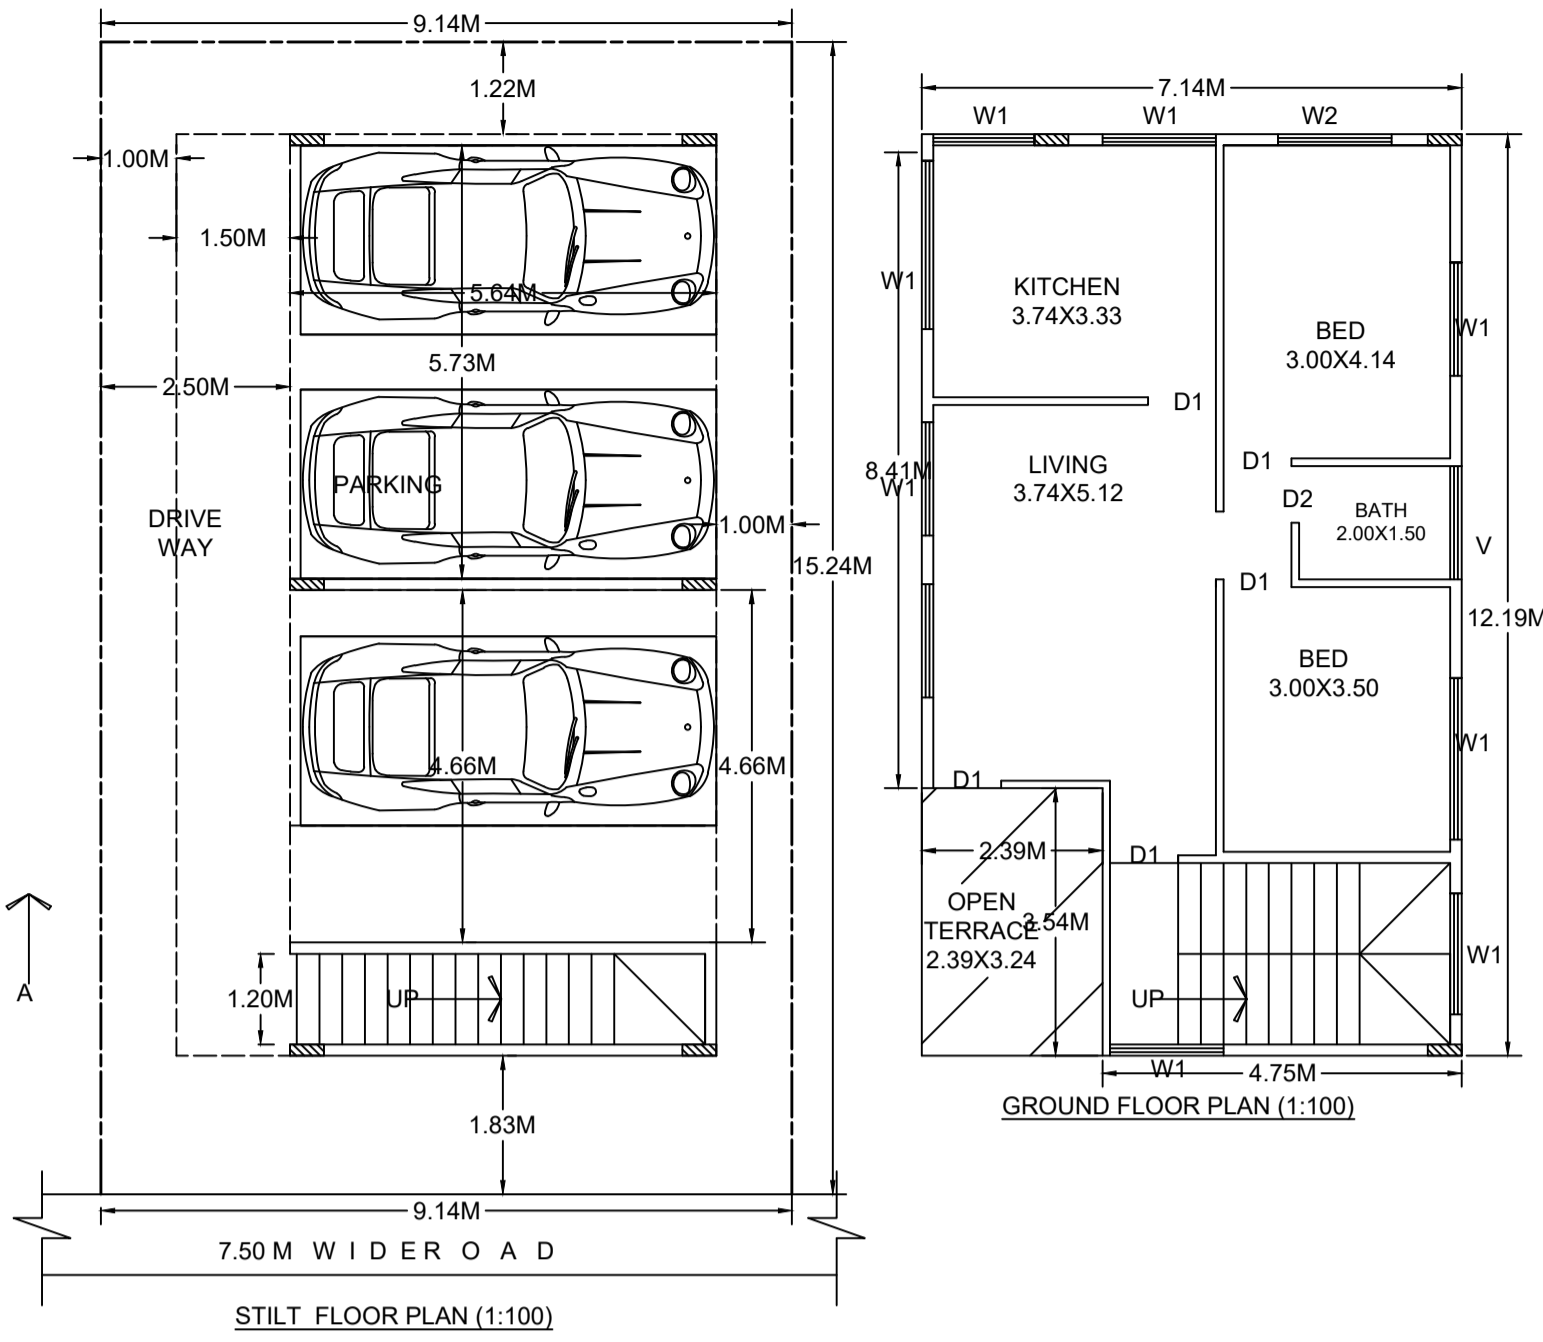 9.14M
1.22M
1.00M
1.50M
5.64M
5.73M
2.50M
PARKING
DRIVE
WAY
1.00M
15.24M
4.66M
4.66M
A
1.20M
UP
1.83M
9.14M
7.50 M W I D E R O A D
STILT FLOOR PLAN (1:100)
7.14M
W1
W1
W2
W1
KITCHEN
3.74X3.33
BED
3.00X4.14
W1
D1
8.41M
W1
LIVING
3.74X5.12
D1
D2
BATH
2.00X1.50
V
D1
12.19M
BED
3.00X3.50
W1
D1
2.39M
D1
OPEN
TERRACE
2.39X3.24
3.54M
W1
UP
W1
4.75M
GROUND FLOOR PLAN (1:100)